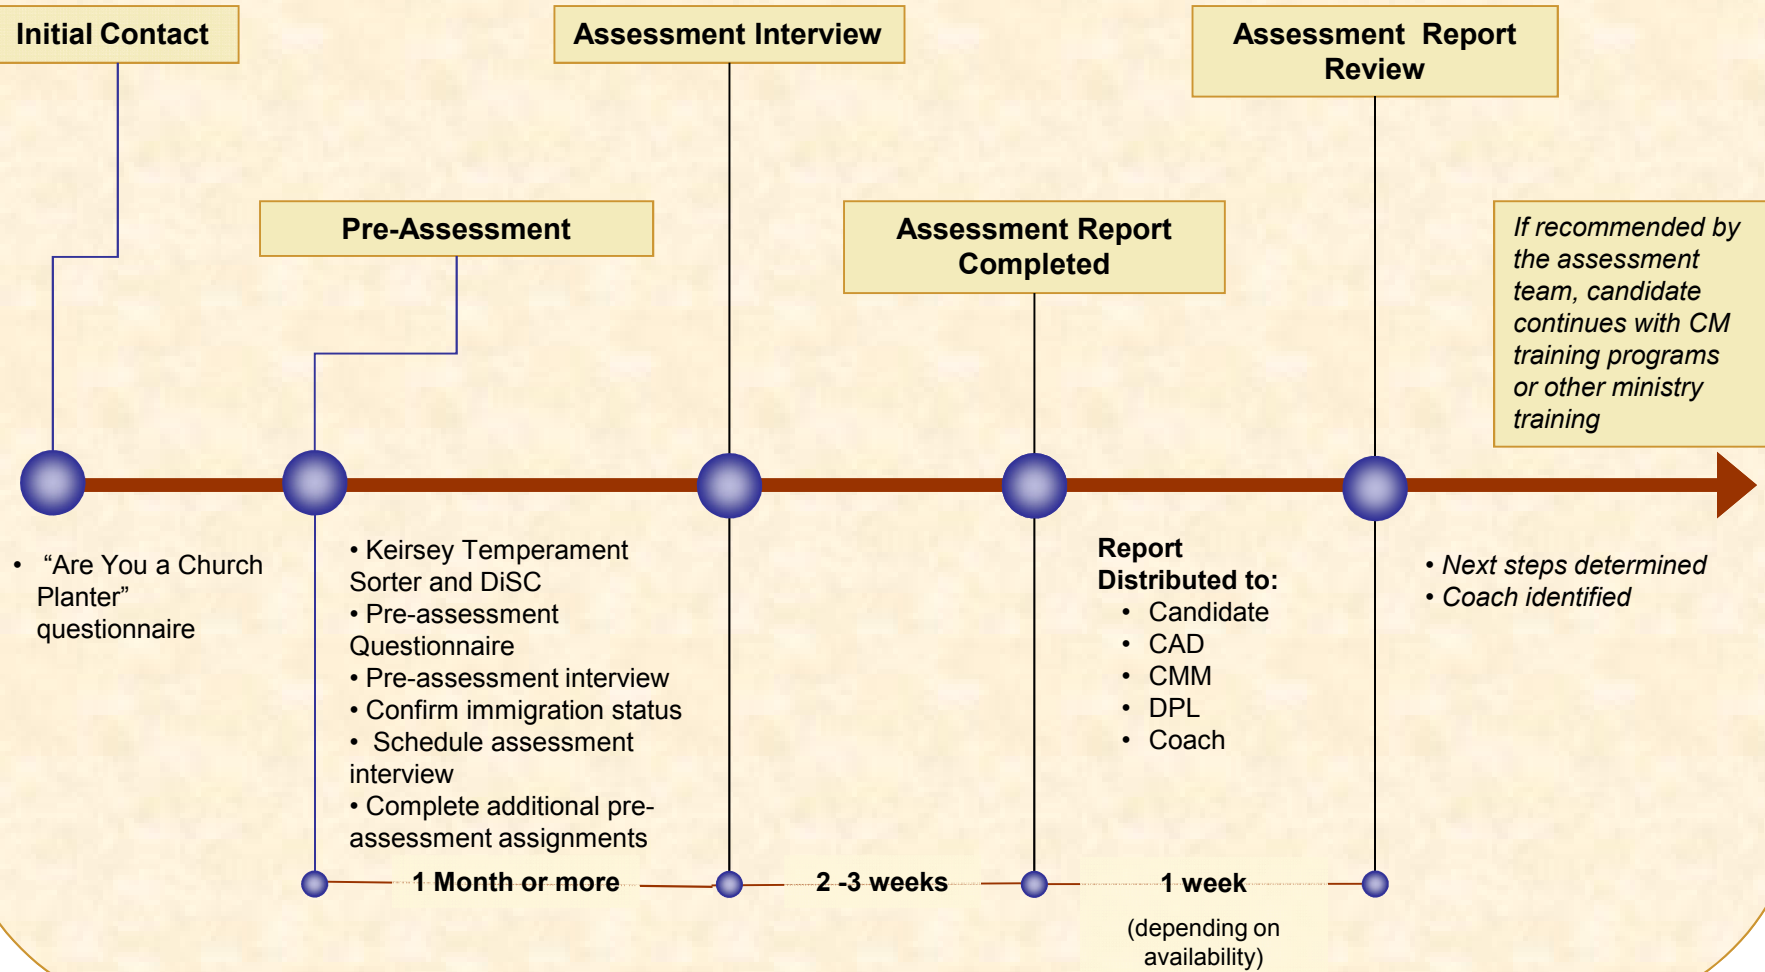 Initial Contact
Assessment Interview
Assessment Report
Review
Pre-Assessment
Assessment Report
Completed
If recommended by
the assessment
team, candidate
continues with CM
training programs
or other ministry
training
• “Are You a Church
Planter”
questionnaire
• Keirsey Temperament
Sorter and DiSC
• Pre-assessment
Questionnaire
• Pre-assessment interview
• Confirm immigration status
• Schedule assessment
interview
• Complete additional pre-
assessment assignments
Report
Distributed to:
• Candidate
• CAD
• CMM
• DPL
• Coach
• Next steps determined
• Coach identified
1 Month or more
2 -3 weeks
1 week
(depending on
availability)